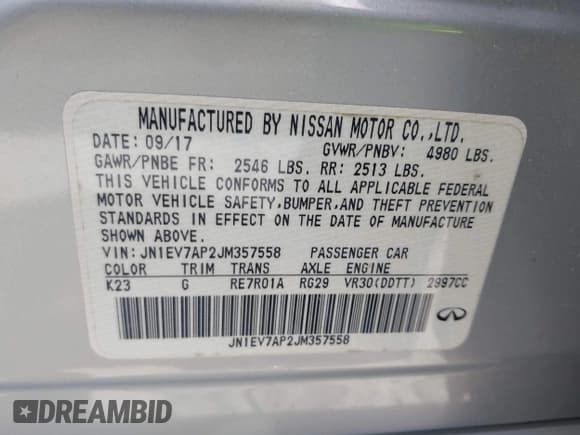 MANUFACTURED BY NISSAN MOTOR CO.,LTD.
DATE: 09/17 GVWR/PNBV: 4980 LBS.
GAWR/PNBE FR: 2546 LBS. RR: 2513 LBS.
THIS VEHICLE CONFORMS TO ALL APPLICABLE FEDERAL
MOTOR VEHICLE SAFETY,BUMPER,AND THEFT PREVENTION
STANDARDS IN EFFECT ON THE DATE OF MANUFACTURE
SHOWN ABOVE.
VIN: JN1EV7AP2JM357558 PASSENGER CAR
COLOR TRIM TRANS AXLE ENGINE
K23 G RE7R01A RG29 VR30(DDTT) 2997CC
JN1EV7AP2JM357558
DREAMBID